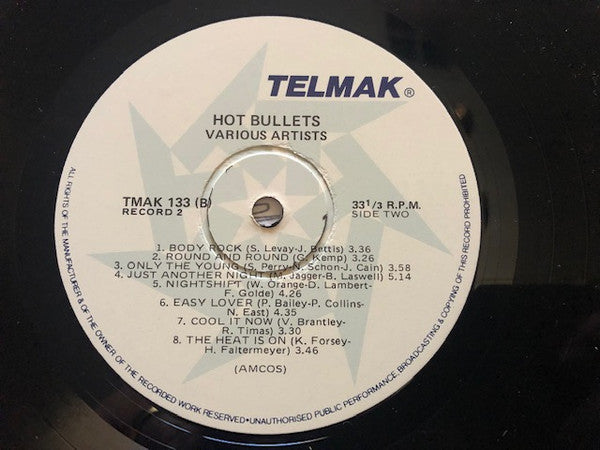 TELMAK®
HOT BULLETS
VARIOUS ARTISTS
TMAK 133 (B)
RECORD 2
33 1/3 R.P.M.
SIDE TWO
1. BODY ROCK (S. Levay-J. Bettis) 3.36
2. ROUND AND ROUND (G. Kemp) 3.26
3. ONLY THE YOUNG (S. Perry-N. Schon-J. Cain) 3.58
4. JUST ANOTHER NIGHT (M. Jagger-B. Laswell) 5.14
5. NIGHTSHIFT (W. Orange-D. Lambert-
F. Golde) 4.26
6. EASY LOVER (P. Bailey-P. Collins-
N. East) 4.35
7. COOL IT NOW (V. Brantley-
R. Timas) 3.30
8. THE HEAT IS ON (K. Forsey-
H. Faltermeyer) 3.46
(AMCOS)
ALL RIGHTS OF THE MANUFACTURER & OF THE OWNER OF THE RECORDED WORK RESERVED•UNAUTHORISED PUBLIC PERFORMANCE, BROADCASTING & COPYING OF THIS RECORD PROHIBITED